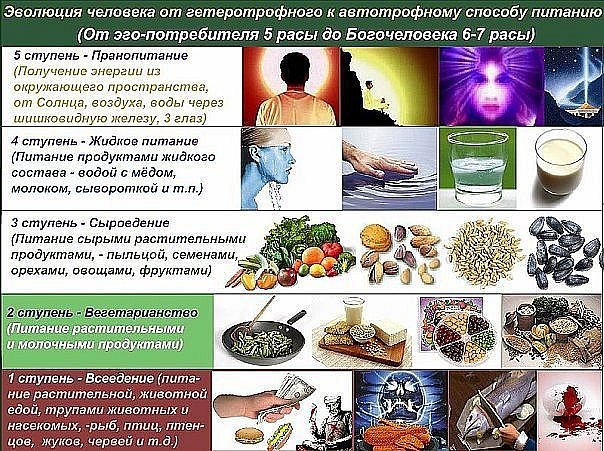 Эволюция человека от гетеротрофного к автотрофному способу питанию
(От эго-потребителя 5 расы до Богочеловека 6-7 расы)
5 ступень - Пранопитание
(Получение энергии из
окружающего пространства,
от Солнца, воздуха, воды через
шишковидную железу, 3 глаз)
4 ступень - Жидкое питание
(Питание продуктами жидкого
состава - водой с мёдом,
молоком, сывороткой и т.п.)
3 ступень - Сыроедение
(Питание сырыми растительными
продуктами, - пыльцой, семенами,
орехами, овощами, фруктами)
2 ступень - Вегетарианство
(Питание растительными
и молочными продуктами)
1 ступень - Всеедение (пита-
ние растительной, животной
едой, трупами животных и
насекомых, -рыб, птиц, птен-
цов, жуков, червей и т.д.)